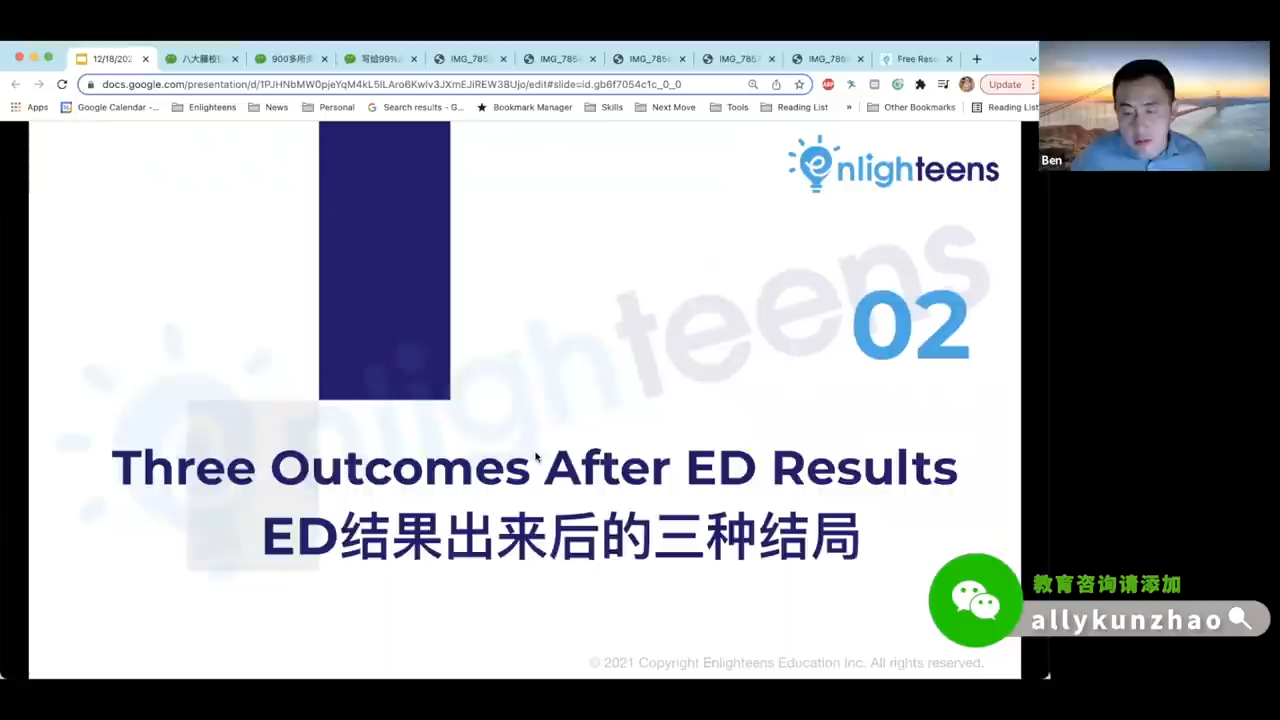 12/18/202
八大藤校
900多所
写给99%
IMG_785
IMG_785
IMG_785
IMG_785
IMG_785
Free Resu
docs.google.com/presentation/d/1PJHNbMW0pjeYqM4kL5lLAro6Kwlv3JXmEJiREW38Ujo/edit#slide=id.gb6f7054c1c_0_0
Update
Apps
Google Calendar -...
Enlighteens
News
Personal
Search results - G...
Bookmark Manager
Skills
Next Move
Tools
Reading List
»
Other Bookmarks
Reading List
Ben
enlighteens
enlighteens
02
Three Outcomes After ED Results
ED结果出来后的三种结局
教育咨询请添加
allykunzhao
© 2021 Copyright Enlighteens Education Inc. All rights reserved.